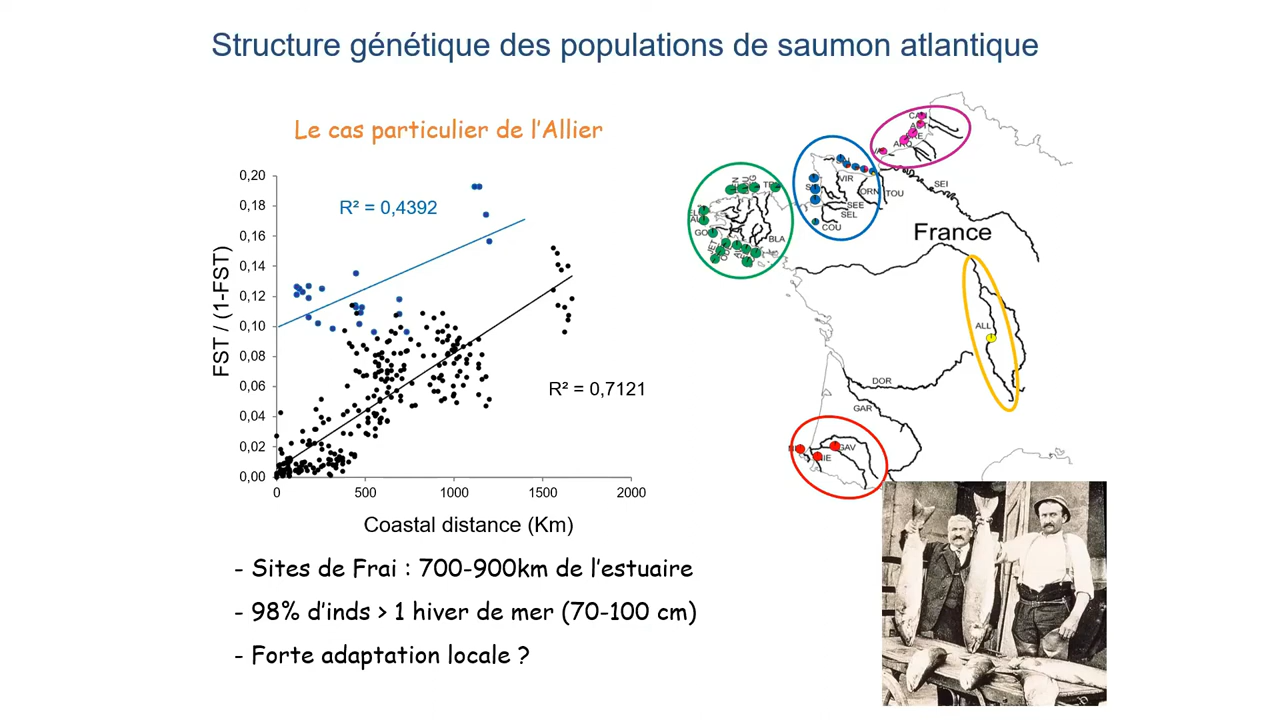 Structure génétique des populations de saumon atlantique
Le cas particulier de l'Allier
0,20
0,18
0,16
0,14
0,12
0,10
0,08
0,06
0,04
0,02
0,00
FST / (1-FST)
R² = 0,4392
R² = 0,7121
0
500
1000
1500
2000
Coastal distance (Km)
- Sites de Frai : 700-900km de l'estuaire
- 98% d'inds > 1 hiver de mer (70-100 cm)
- Forte adaptation locale ?
VIR
ORN
TOU
SEI
SEE
SEL
COU
BLA
France
ALL
DOR
GAR
GAV